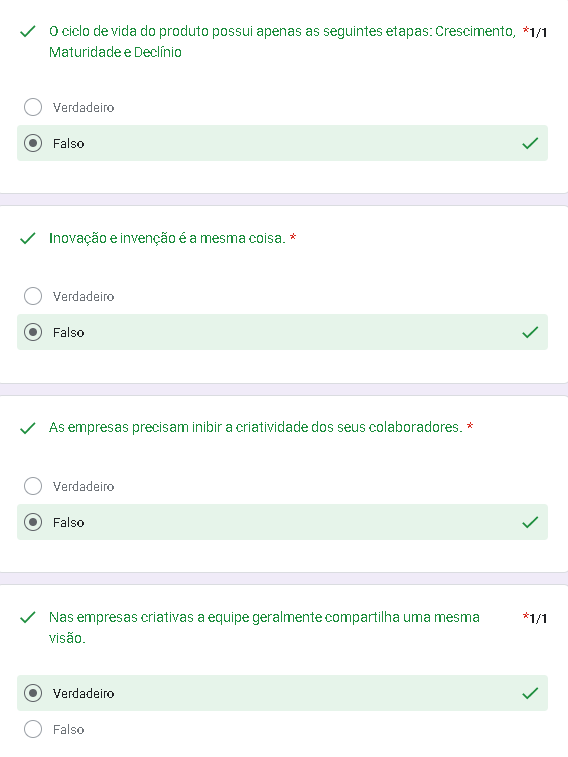 O ciclo de vida do produto possui apenas as seguintes etapas: Crescimento, *1/1
Maturidade e Declínio
Verdadeiro
Falso
Inovação e invenção é a mesma coisa. *
Verdadeiro
Falso
As empresas precisam inibir a criatividade dos seus colaboradores. *
Verdadeiro
Falso
Nas empresas criativas a equipe geralmente compartilha uma mesma *1/1
visão.
Verdadeiro
Falso